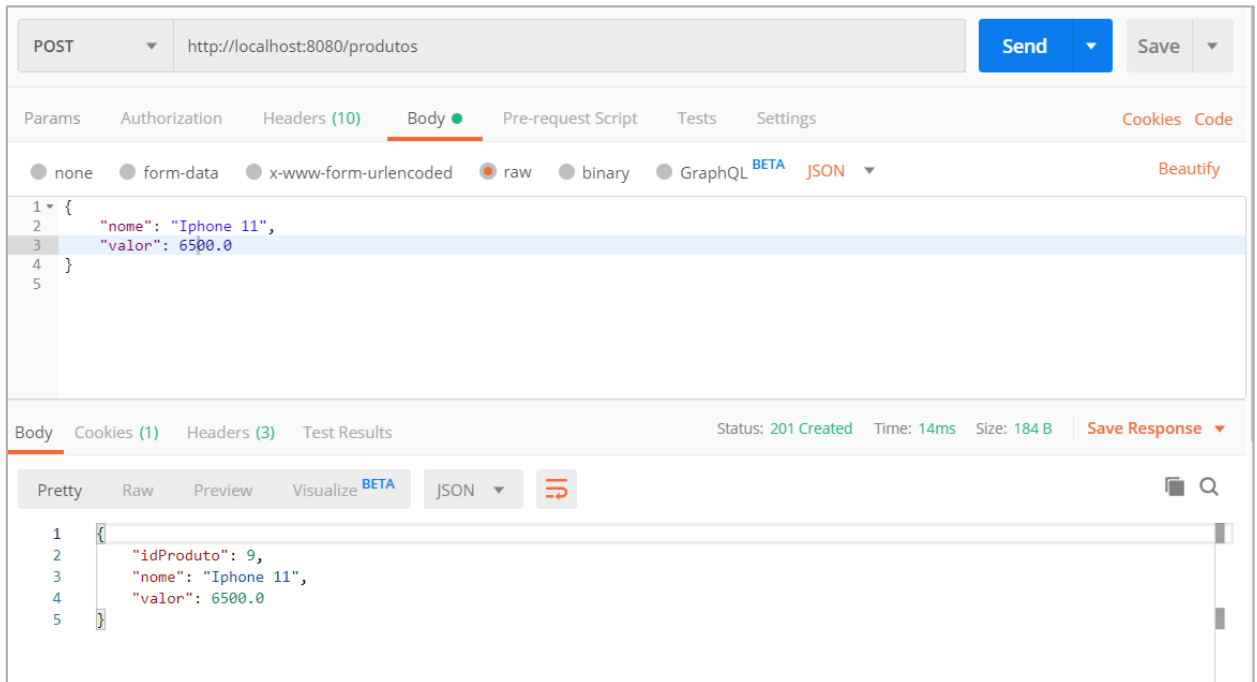 POST http://localhost:8080/produtos Send Save
Params Authorization Headers (10) Body Pre-request Script Tests Settings Cookies Code
none form-data x-www-form-urlencoded raw binary GraphQL BETA JSON Beautify
1 {
2 "nome": "Iphone 11",
3 "valor": 6500.0
4 }
5
Body Cookies (1) Headers (3) Test Results Status: 201 Created Time: 14ms Size: 184 B Save Response
Pretty Raw Preview Visualize BETA JSON
1 {
2 "idProduto": 9,
3 "nome": "Iphone 11",
4 "valor": 6500.0
5 }